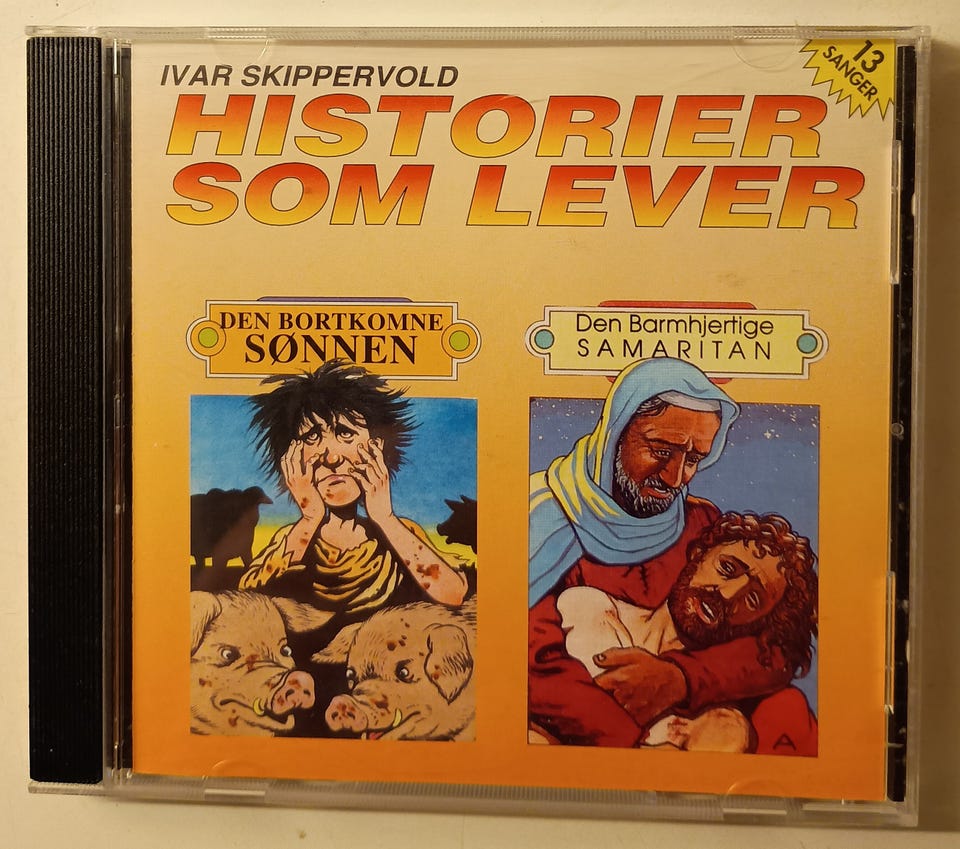 IVAR SKIPPERVOLD
HISTORIER
SOM LEVER
13
SANGER
DEN BORTKOMNE
SØNNEN
Den Barmhjertige
SAMARITAN
A